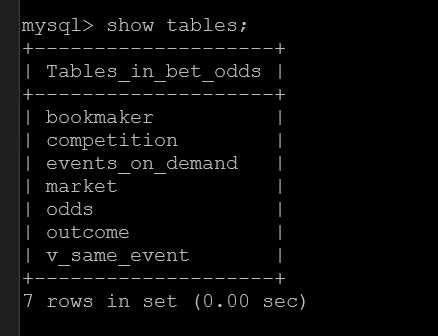 mysql> show tables;
+--------------------+
| Tables_in_bet_odds |
+--------------------+
| bookmaker          |
| competition        |
| events_on_demand   |
| market             |
| odds               |
| outcome            |
| v_same_event       |
+--------------------+
7 rows in set (0.00 sec)